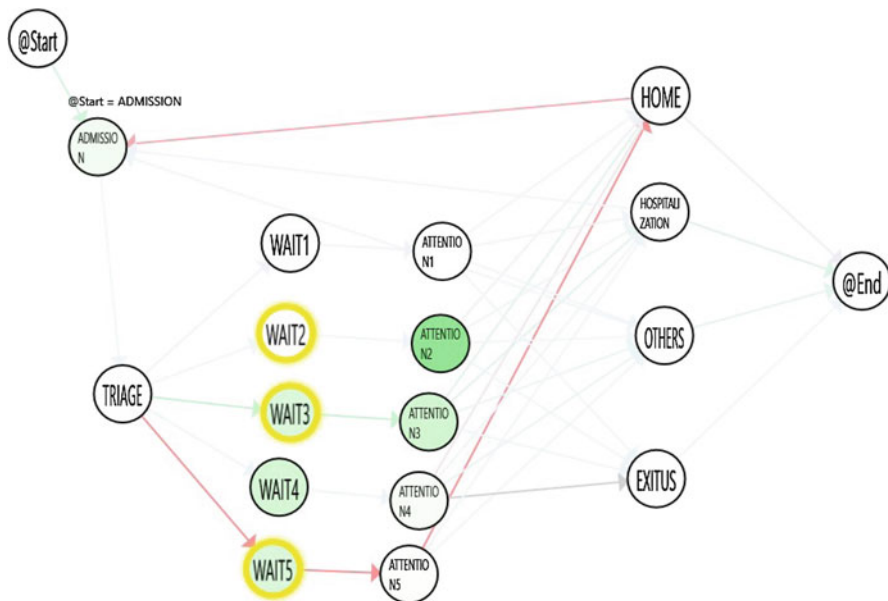 @Start
@Start = ADMISSION
ADMISSIO
N
HOME
HOSPITALI
ZATION
WAIT1
ATTENTIO
N1
@End
WAIT2
ATTENTIO
N2
OTHERS
TRIAGE
WAIT3
ATTENTIO
N3
WAIT4
ATTENTIO
N4
EXITUS
WAIT5
ATTENTIO
N5